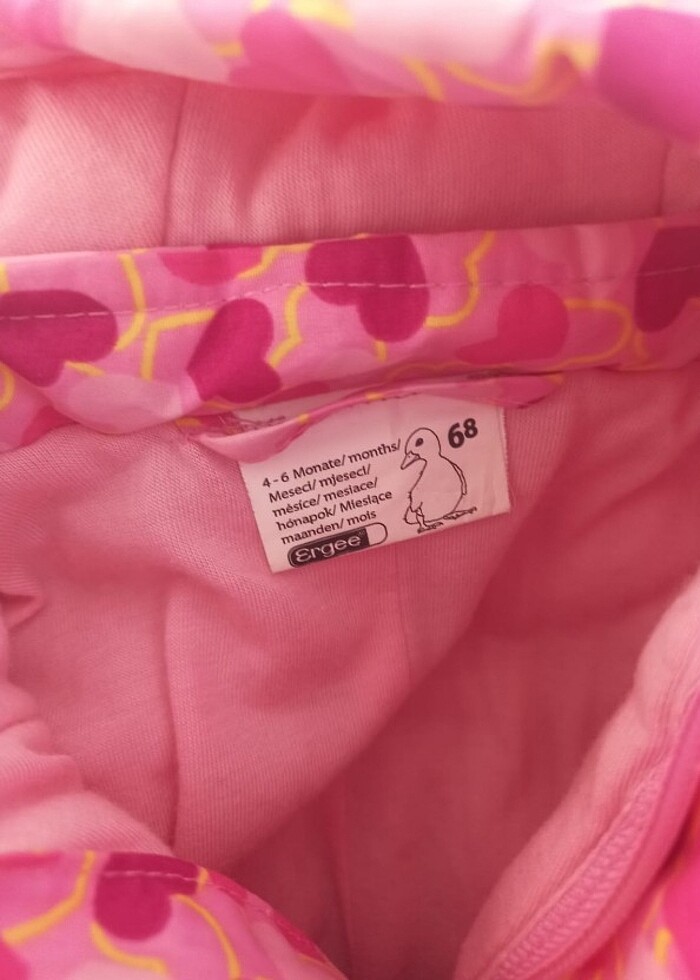 68
4-6 Monate/ months/
Meseci/ mjeseci/
měsíce/ mesiace/
hónapok/ Miesiące
maanden/ mois
Ergee